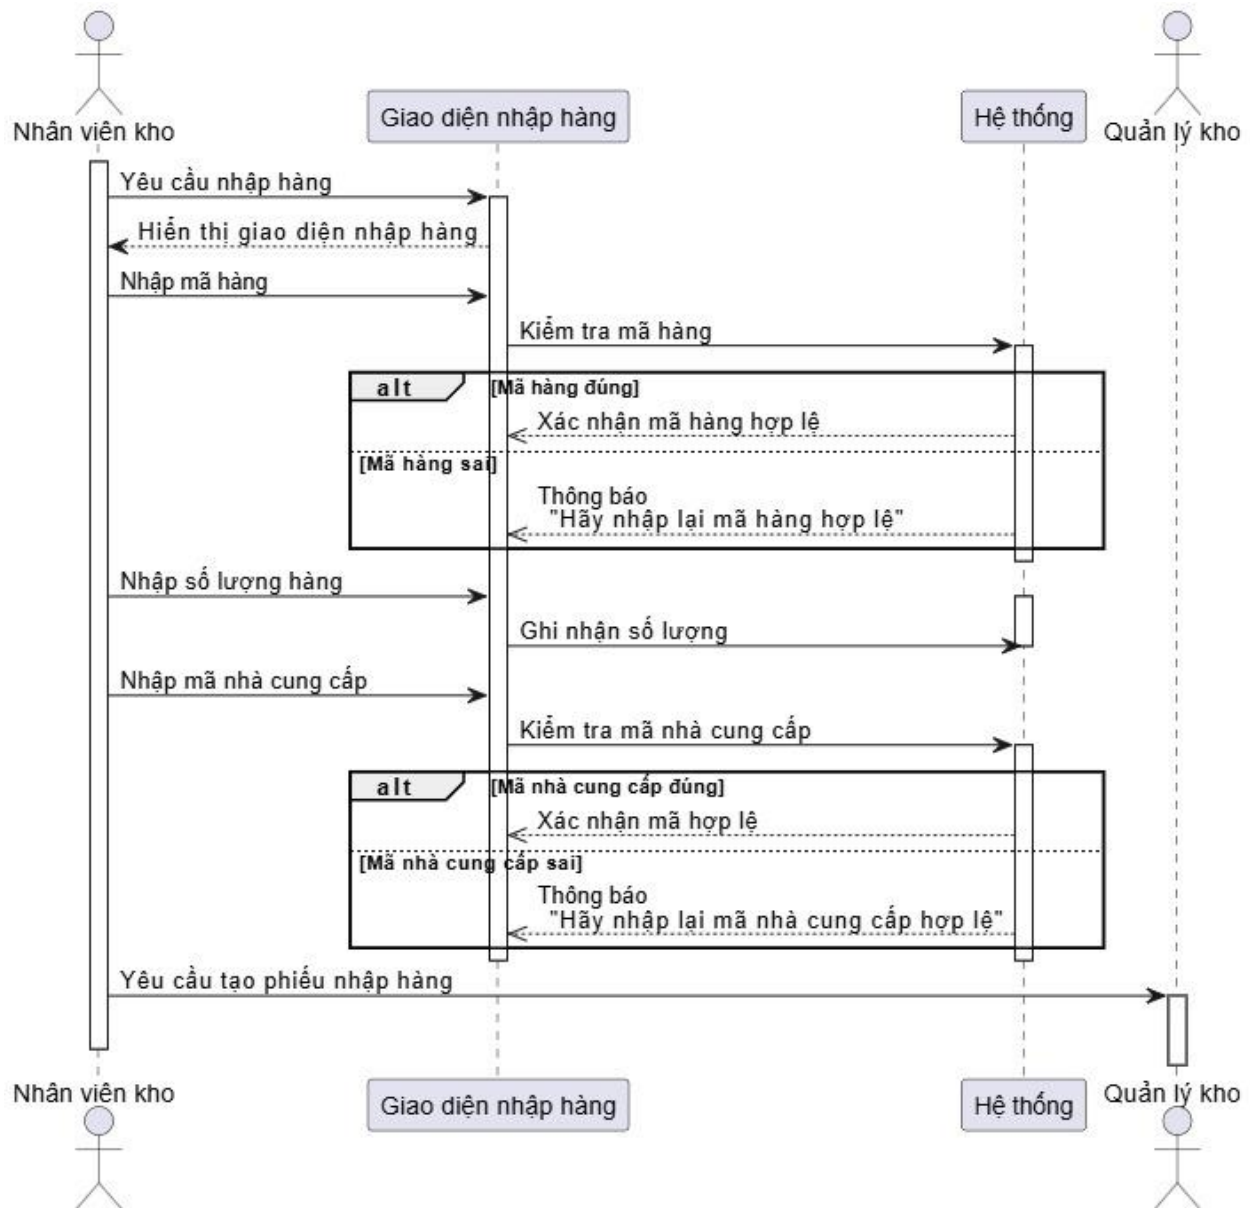 Nhân viên kho
Giao diện nhập hàng
Hệ thống
Quản lý kho
Yêu cầu nhập hàng
Hiển thị giao diện nhập hàng
Nhập mã hàng
Kiểm tra mã hàng
alt
[Mã hàng đúng]
Xác nhận mã hàng hợp lệ
[Mã hàng sai]
Thông báo
"Hãy nhập lại mã hàng hợp lệ"
Nhập số lượng hàng
Ghi nhận số lượng
Nhập mã nhà cung cấp
Kiểm tra mã nhà cung cấp
alt
[Mã nhà cung cấp đúng]
Xác nhận mã hợp lệ
[Mã nhà cung cấp sai]
Thông báo
"Hãy nhập lại mã nhà cung cấp hợp lệ"
Yêu cầu tạo phiếu nhập hàng
Nhân viên kho
Giao diện nhập hàng
Hệ thống
Quản lý kho